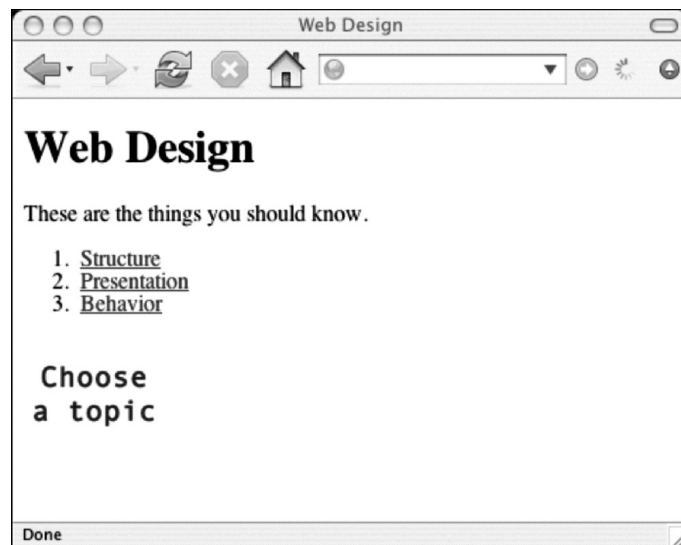 Web Design
Web Design
These are the things you should know.
1. Structure
2. Presentation
3. Behavior
Choose
a topic
Done